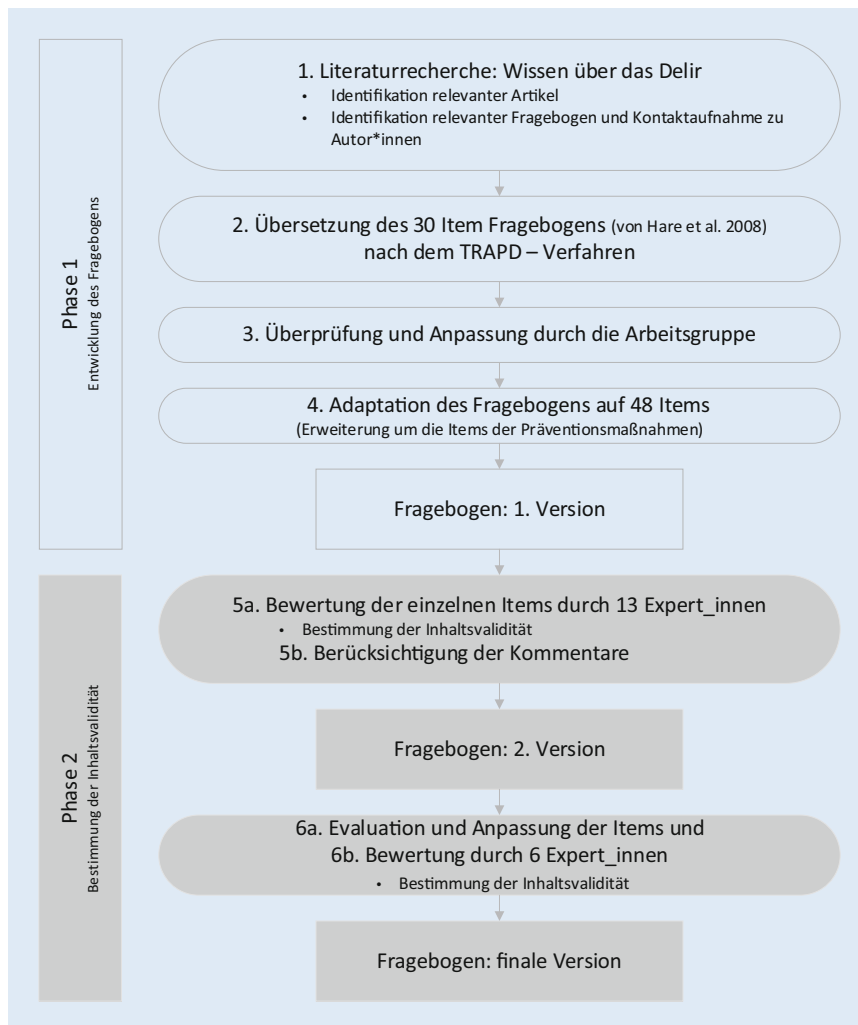 Phase 1
Entwicklung des Fragebogens
1. Literaturrecherche: Wissen über das Delir
• Identifikation relevanter Artikel
• Identifikation relevanter Fragebogen und Kontaktaufnahme zu
Autor*innen
2. Übersetzung des 30 Item Fragebogens (von Hare et al. 2008)
nach dem TRAPD – Verfahren
3. Überprüfung und Anpassung durch die Arbeitsgruppe
4. Adaptation des Fragebogens auf 48 Items
(Erweiterung um die Items der Präventionsmaßnahmen)
Fragebogen: 1. Version
Phase 2
Bestimmung der Inhaltsvalidität
5a. Bewertung der einzelnen Items durch 13 Expert_innen
• Bestimmung der Inhaltsvalidität
5b. Berücksichtigung der Kommentare
Fragebogen: 2. Version
6a. Evaluation und Anpassung der Items und
6b. Bewertung durch 6 Expert_innen
• Bestimmung der Inhaltsvalidität
Fragebogen: finale Version